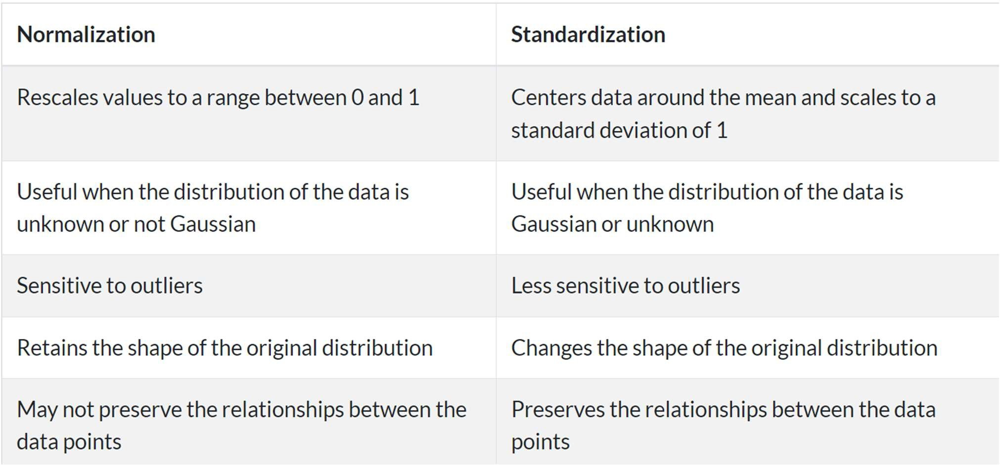 Normalization
Standardization
Rescales values to a range between 0 and 1
Centers data around the mean and scales to a
standard deviation of 1
Useful when the distribution of the data is
unknown or not Gaussian
Useful when the distribution of the data is
Gaussian or unknown
Sensitive to outliers
Less sensitive to outliers
Retains the shape of the original distribution
Changes the shape of the original distribution
May not preserve the relationships between the
data points
Preserves the relationships between the data
points